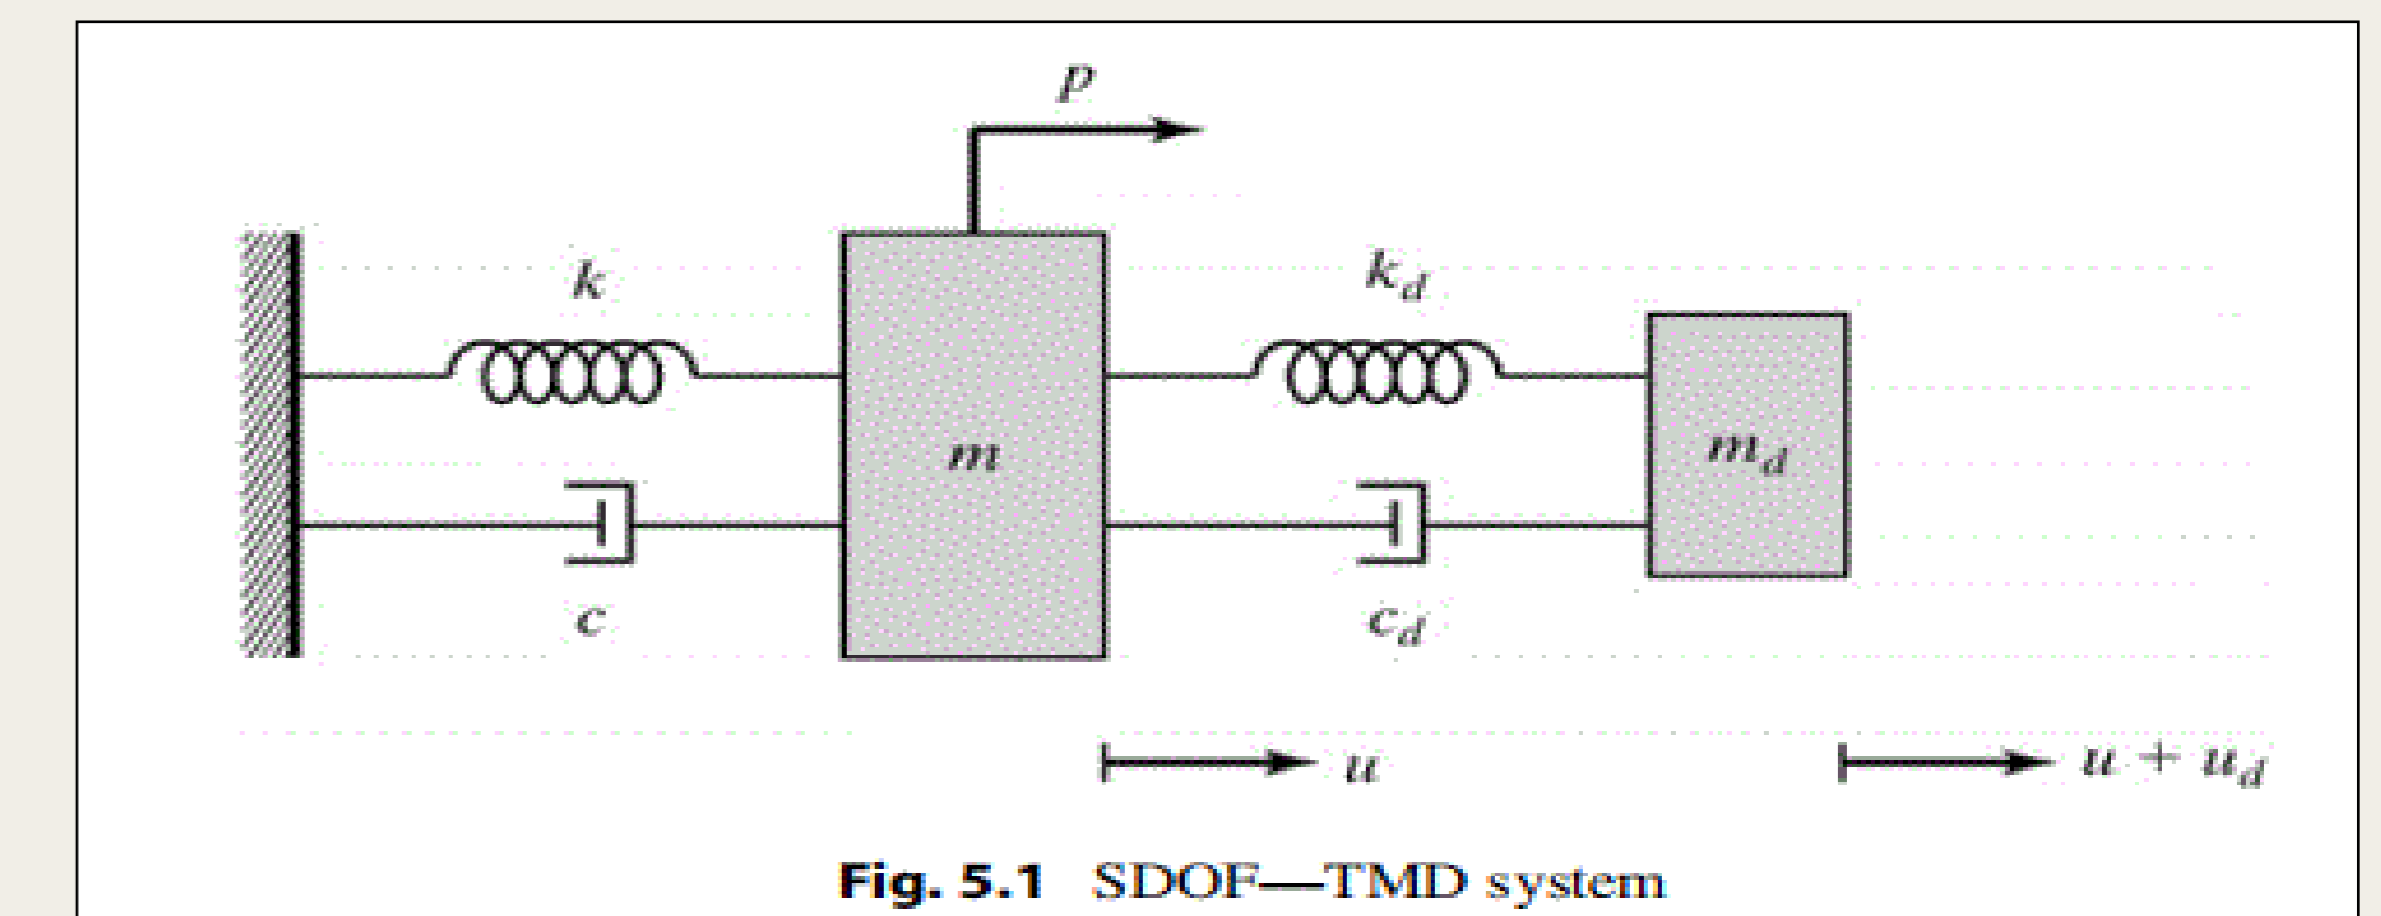 p
k
k_d
m
m_d
c
c_d
u
u + u_d
Fig. 5.1 SDOF—TMD system